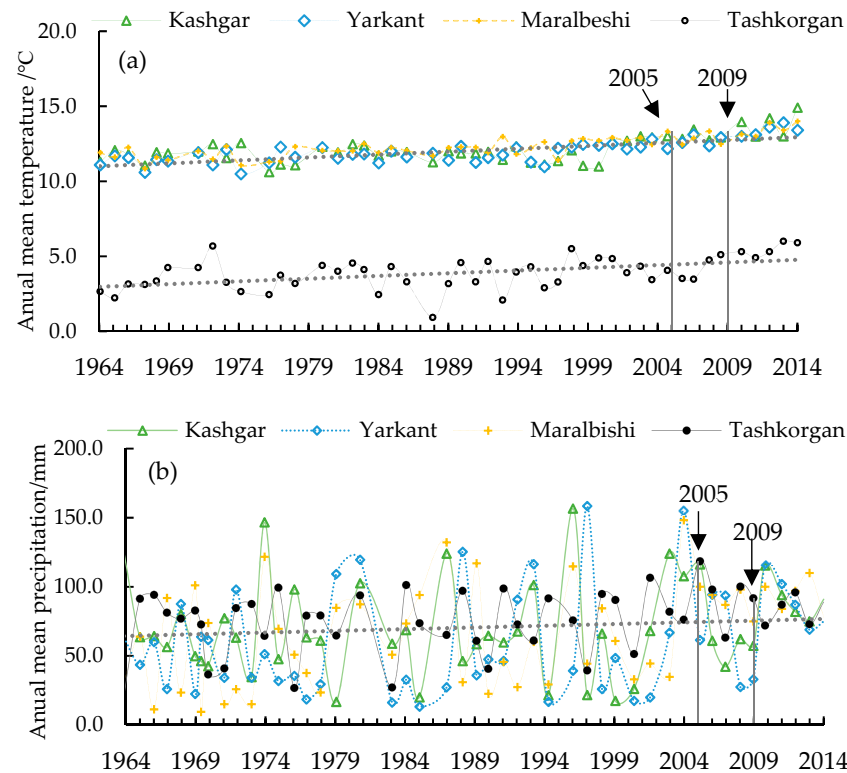 Kashgar Yarkant Maralbeshi Tashkorgan
20.0
(a)
15.0
10.0
5.0
0.0
Anual mean temperature /°C
2005 2009
1964 1969 1974 1979 1984 1989 1994 1999 2004 2009 2014
Kashgar Yarkant Maralbishi Tashkorgan
200.0
(b)
150.0
100.0
50.0
0.0
Anual mean precipitation/mm
2005
2009
1964 1969 1974 1979 1984 1989 1994 1999 2004 2009 2014